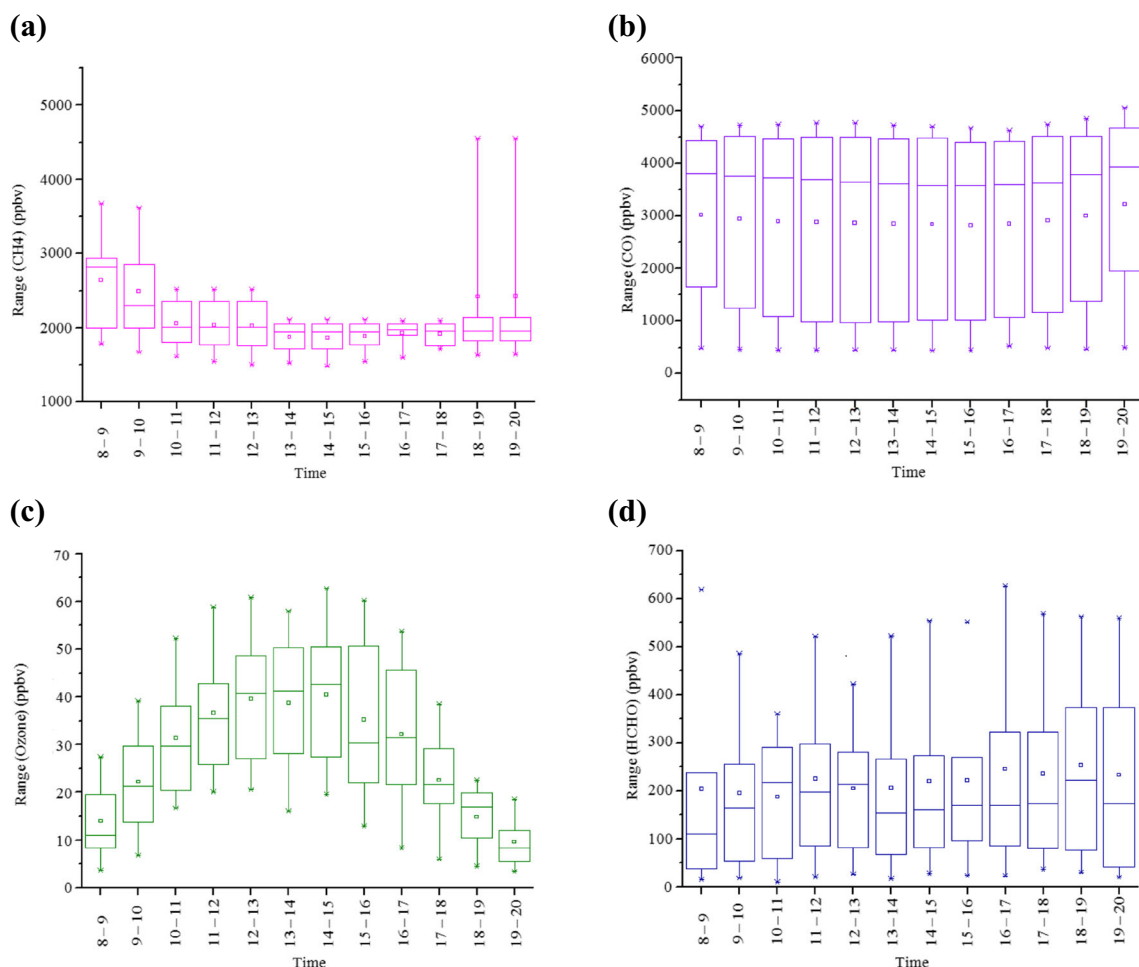 (a)
Range (CH4) (ppbv)
5000
4000
3000
2000
1000
8 – 9
9 – 10
10 – 11
11 – 12
12 – 13
13 – 14
14 – 15
15 – 16
16 – 17
17 – 18
18 – 19
19 – 20
Time
(b)
Range (CO) (ppbv)
6000
5000
4000
3000
2000
1000
0
8 – 9
9 – 10
10 – 11
11 – 12
12 – 13
13 – 14
14 – 15
15 – 16
16 – 17
17 – 18
18 – 19
19 – 20
Time
(c)
Range (Ozone) (ppbv)
70
60
50
40
30
20
10
0
8 – 9
9 – 10
10 – 11
11 – 12
12 – 13
13 – 14
14 – 15
15 – 16
16 – 17
17 – 18
18 – 19
19 – 20
Time
(d)
Range (HCHO) (ppbv)
700
600
500
400
300
200
100
0
8 – 9
9 – 10
10 – 11
11 – 12
12 – 13
13 – 14
14 – 15
15 – 16
16 – 17
17 – 18
18 – 19
19 – 20
Time